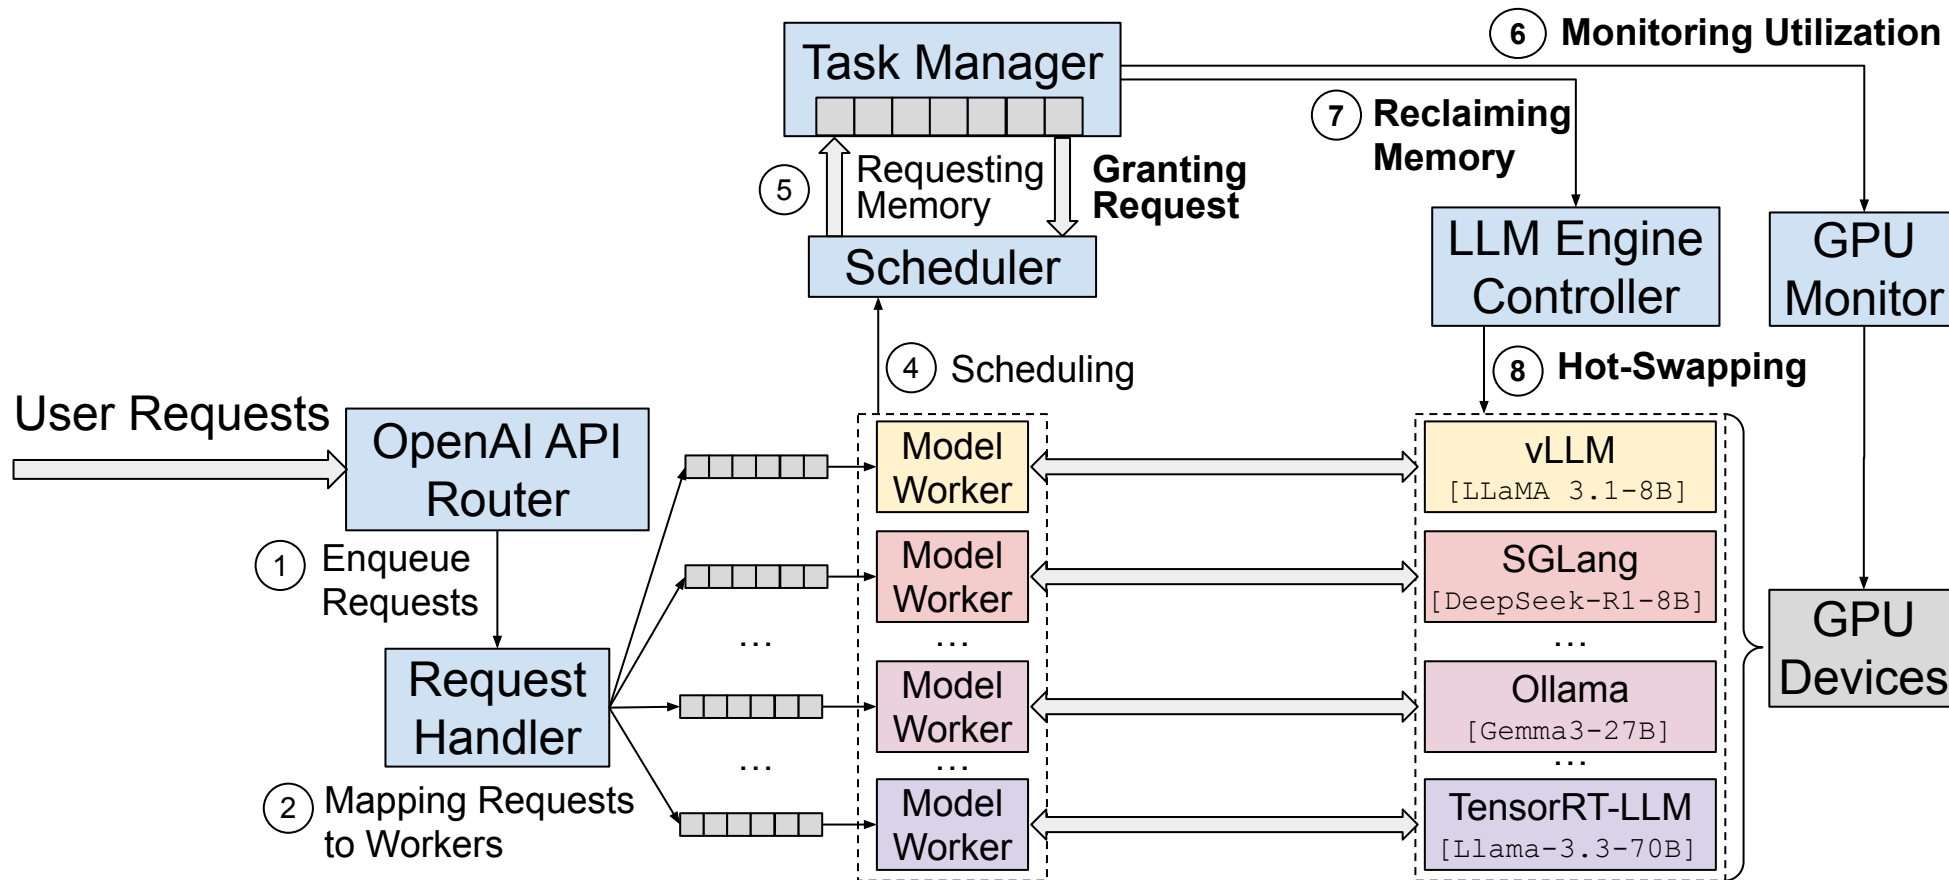 6 Monitoring Utilization
Task Manager
7 Reclaiming
Memory
5 Requesting
Memory
Granting
Request
Scheduler
LLM Engine
Controller
GPU
Monitor
4 Scheduling
8 Hot-Swapping
User Requests
OpenAI API
Router
1 Enqueue
Requests
Request
Handler
2 Mapping Requests
to Workers
Model
Worker
vLLM
[LLaMA 3.1-8B]
Model
Worker
SGLang
[DeepSeek-R1-8B]
... ... ...
Model
Worker
Ollama
[Gemma3-27B]
... ... ...
Model
Worker
TensorRT-LLM
[Llama-3.3-70B]
GPU
Devices